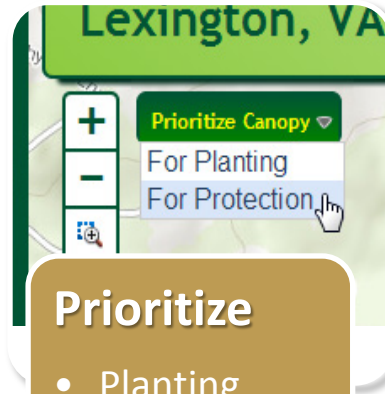 Lexington, VA
+
Prioritize Canopy
–
For Planting
For Protection
Prioritize
• Planting